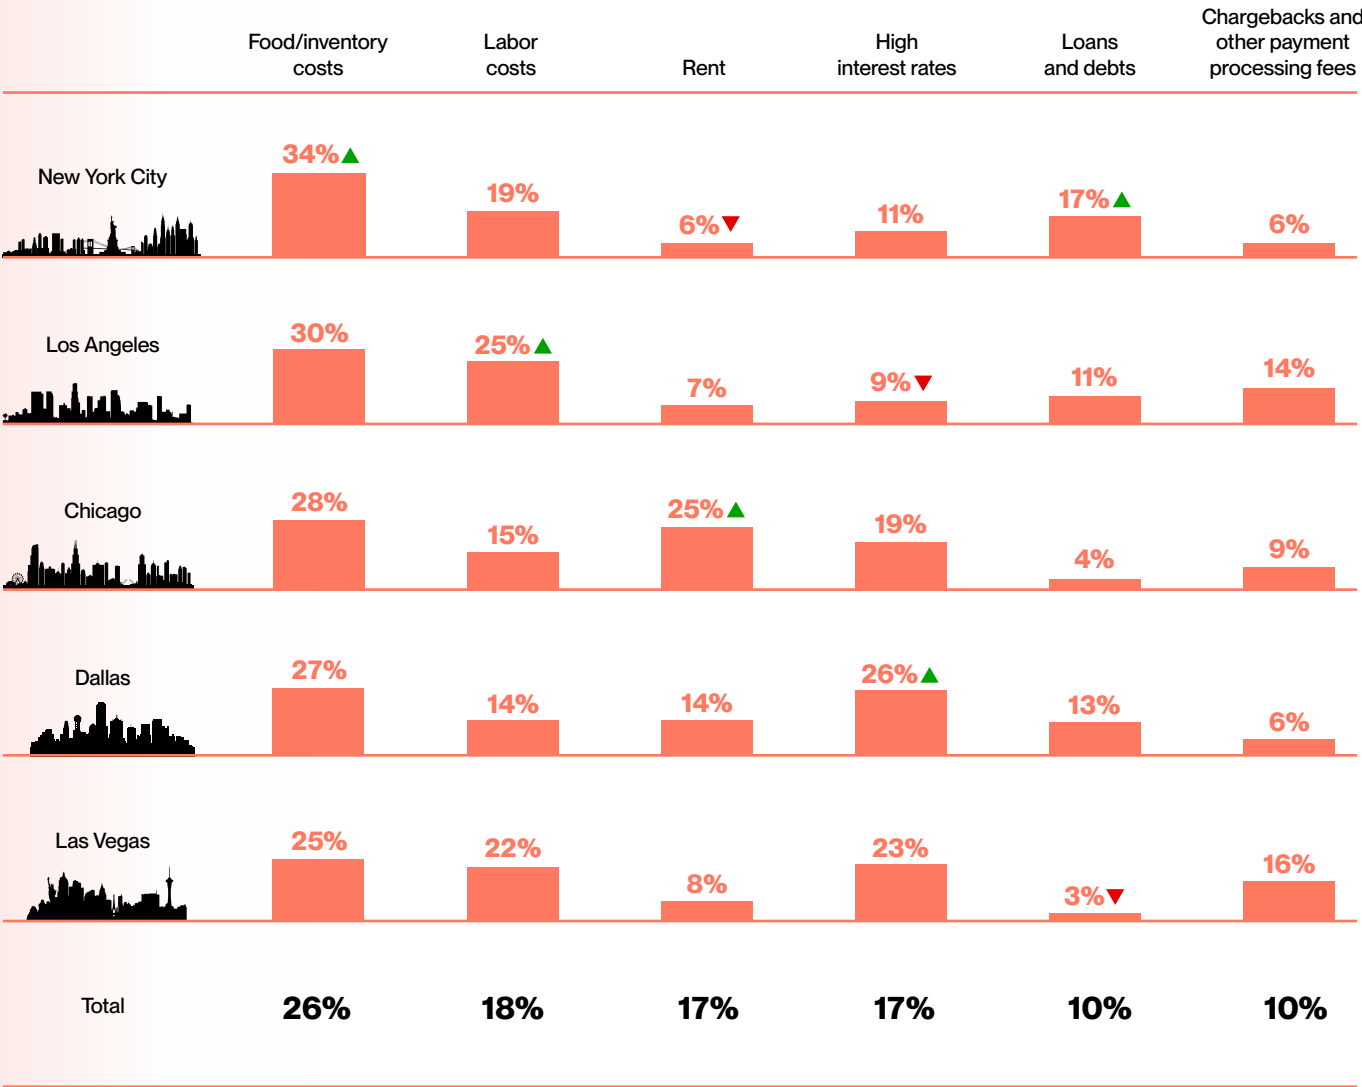 Food/inventory
costs
Labor
costs
Rent
High
interest rates
Loans
and debts
Chargebacks and
other payment
processing fees
New York City
34%
19%
6%
11%
17%
6%
Los Angeles
30%
25%
7%
9%
11%
14%
Chicago
28%
15%
25%
19%
4%
9%
Dallas
27%
14%
14%
26%
13%
6%
Las Vegas
25%
22%
8%
23%
3%
16%
Total
26%
18%
17%
17%
10%
10%